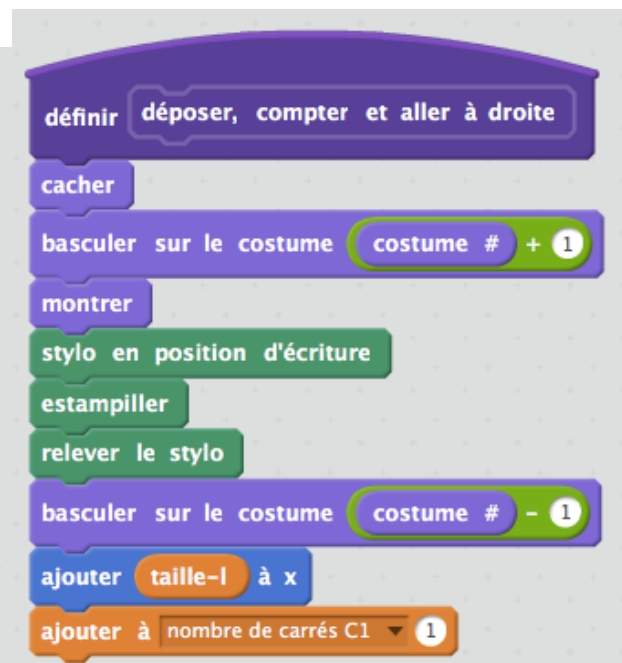 définir déposer, compter et aller à droite
cacher
basculer sur le costume costume # + 1
montrer
stylo en position d'écriture
estampiller
relever le stylo
basculer sur le costume costume # - 1
ajouter taille-l à x
ajouter à nombre de carrés C1 1